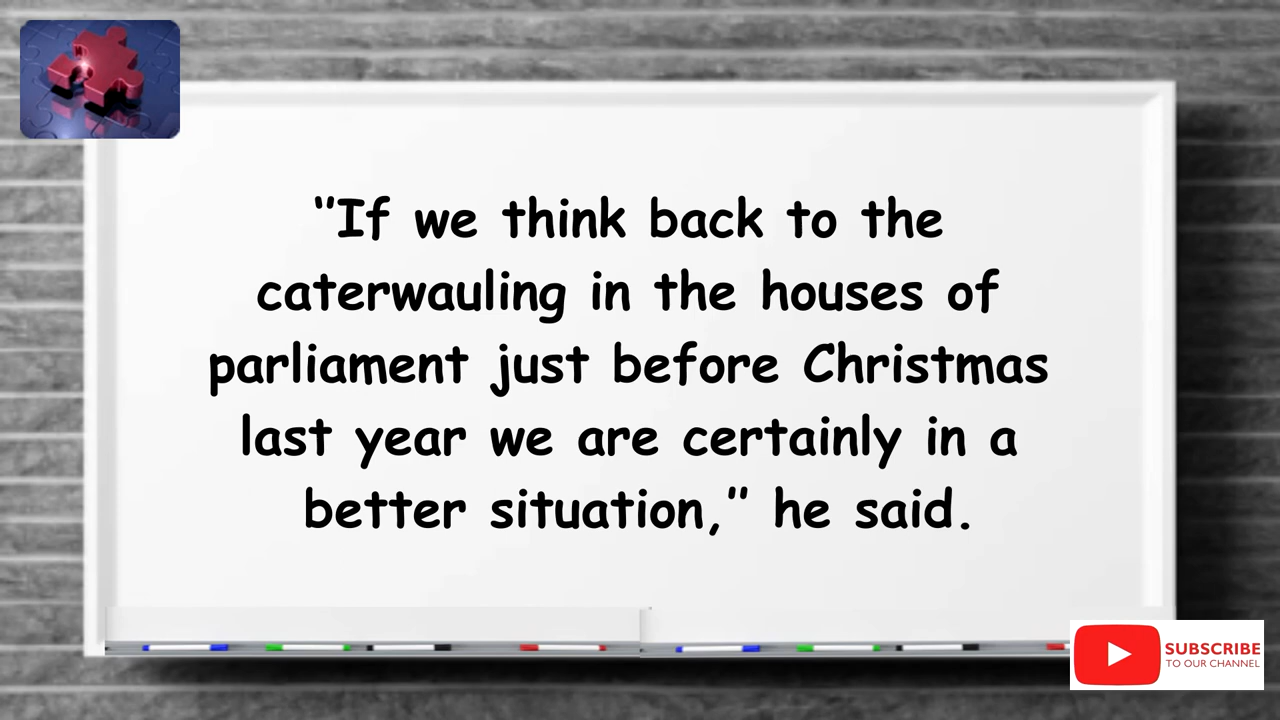 "If we think back to the
caterwauling in the houses of
parliament just before Christmas
last year we are certainly in a
better situation," he said.
SUBSCRIBE
TO OUR CHANNEL